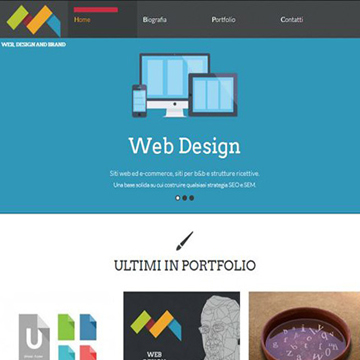 Home Biografia Portfolio Contatti
WEB, DESIGN AND BRAND
Web Design
Siti web ed e-commerce, siti per b&b e strutture ricettive.
Una base solida su cui costruire qualsiasi strategia SEO e SEM.
ULTIMI IN PORTFOLIO
U
WEB
DESIGN